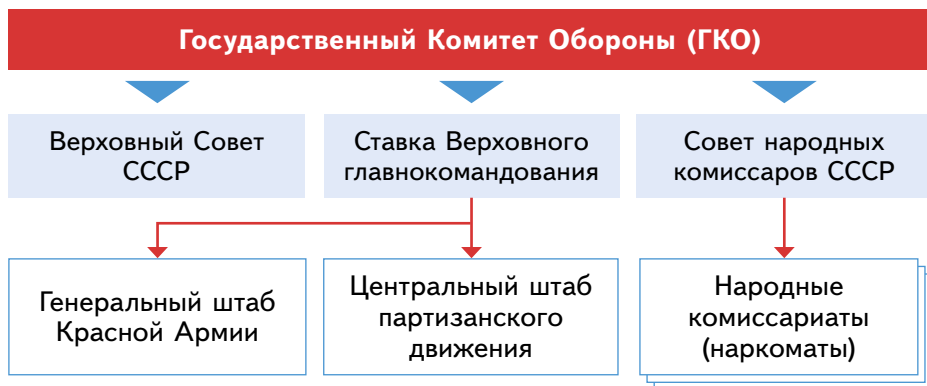 Государственный Комитет Обороны (ГКО)
Верховный Совет
СССР
Ставка Верховного
главнокомандования
Совет народных
комиссаров СССР
Генеральный штаб
Красной Армии
Центральный штаб
партизанского
движения
Народные
комиссариаты
(наркоматы)